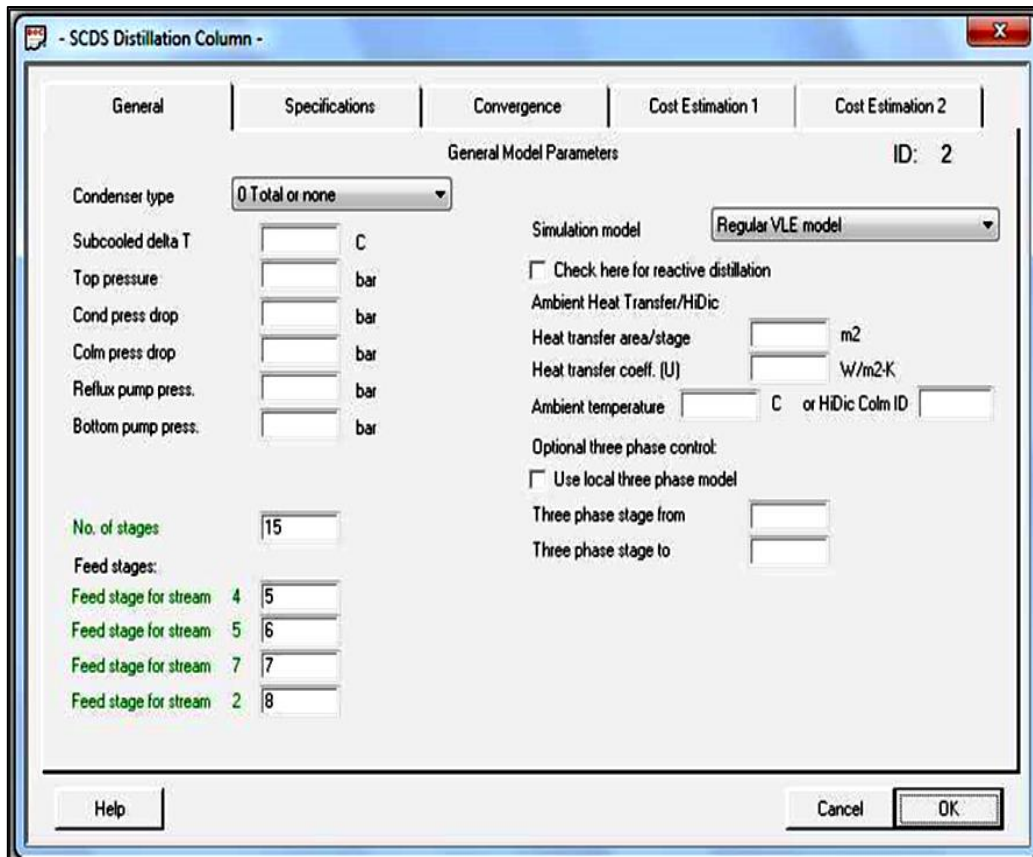 - SCDS Distillation Column -
General
Specifications
Convergence
Cost Estimation 1
Cost Estimation 2
General Model Parameters
ID: 2
Condenser type
0 Total or none
Subcooled delta T
C
Top pressure
bar
Cond press drop
bar
Colm press drop
bar
Reflux pump press.
bar
Bottom pump press.
bar
No. of stages
15
Feed stages:
Feed stage for stream 4
5
Feed stage for stream 5
6
Feed stage for stream 7
7
Feed stage for stream 2
8
Simulation model
Regular VLE model
Check here for reactive distillation
Ambient Heat Transfer/HiDic
Heat transfer area/stage
m2
Heat transfer coeff. (U)
W/m2-K
Ambient temperature
C or HiDic Colm ID
Optional three phase control:
Use local three phase model
Three phase stage from
Three phase stage to
Help
Cancel
OK